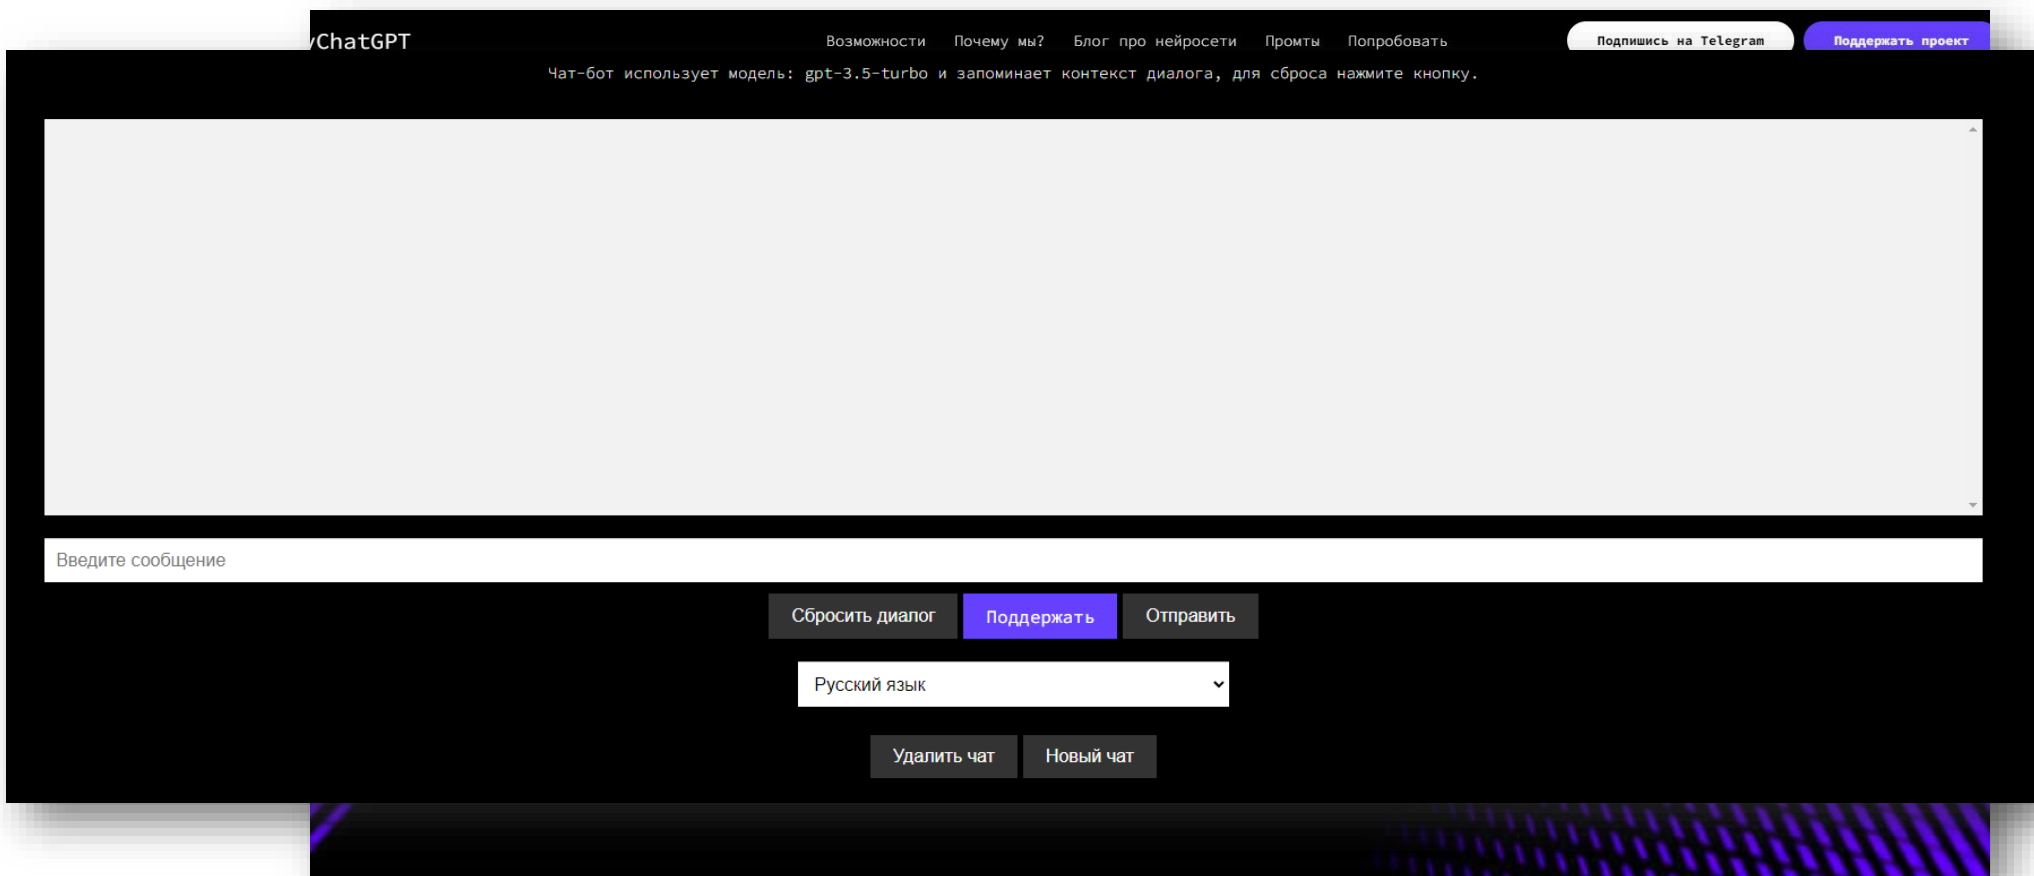 ChatGPT
Возможности Почему мы? Блог про нейросети Промты Попробовать
Подпишись на Telegram
Поддержать проект
Чат-бот использует модель: gpt-3.5-turbo и запоминает контекст диалога, для сброса нажмите кнопку.
Введите сообщение
Сбросить диалог
Поддержать
Отправить
Русский язык
Удалить чат
Новый чат